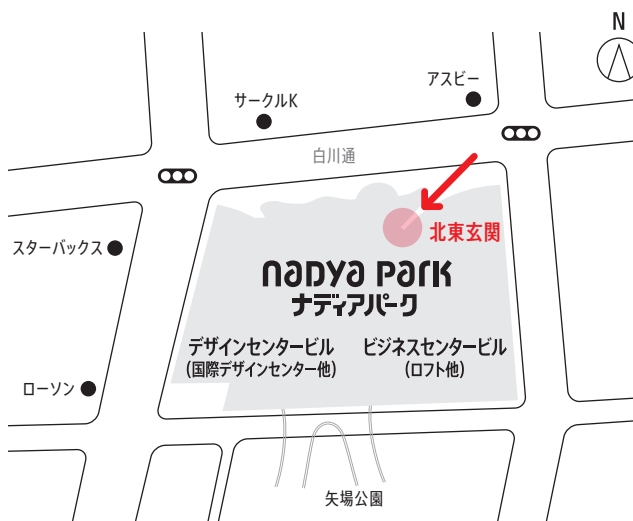 N
アスビー
サークルK
白川通
北東玄関
スターバックス
nadya park
ナディアパーク
デザインセンタービル
(国際デザインセンター他)
ビジネスセンタービル
(ロフト他)
ローソン
矢場公園